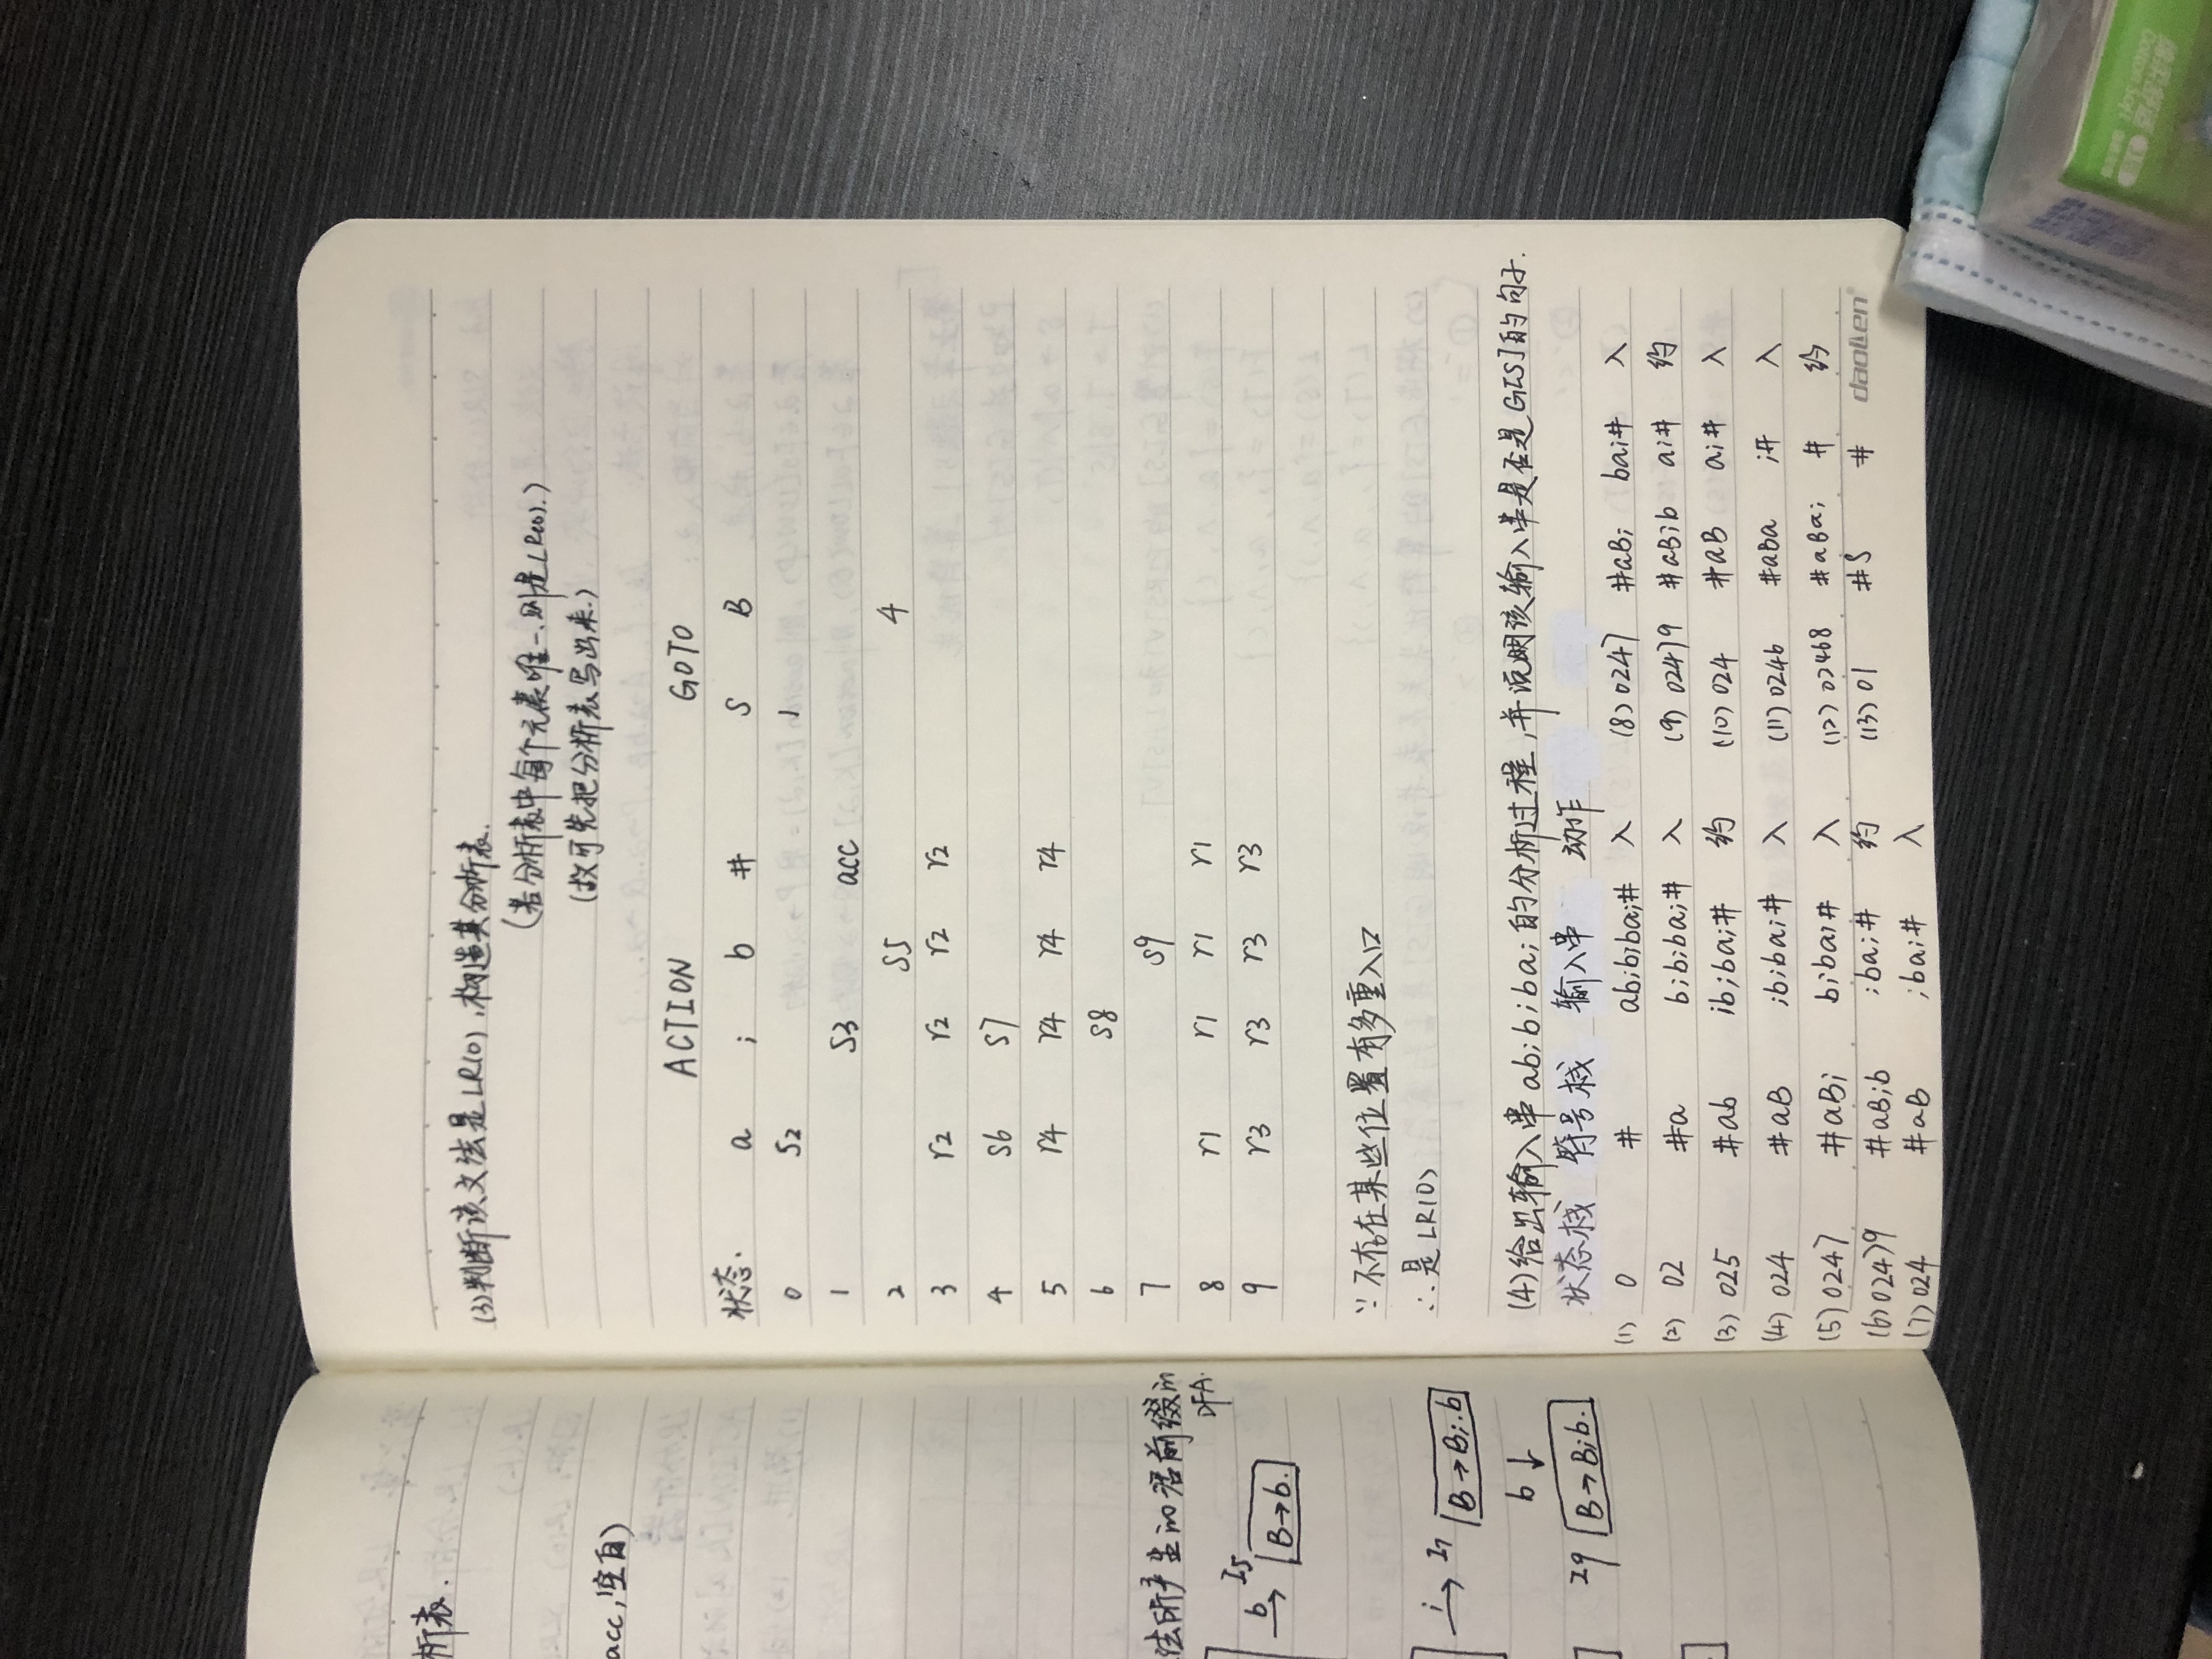 析表.
acc,空白)
法所产生的活前缀的
DFA.
b I5
B→b.
i I7 B→Bi.b
b
I9 B→Bib.
(3)判断该文法是LR(0),构造其分析表.
(若分析表中每个元素唯一,则是LR(0).)
(故可先把分析表写出来.)
ACTION GOTO
状态. a ; b # S B
0 S2 1
1 S3 acc
2 S5 4
3 r2 r2 r2 r2
4 S6 S7
5 r4 r4 r4 r4
6 S8
7 S9
8 r1 r1 r1 r1
9 r3 r3 r3 r3
∵不存在某些位置有多重入口
∴是LR(0)
(4)给出输入串ab;b;ba;的分析过程,并说明该输入串是否是G[S]的句子.
状态栈 符号栈 输入串 动作
(1) 0 # ab;b;ba;# 入 (8) 0247 #aB; ba;# 入
(2) 02 #a b;b;ba;# 入 (9) 02479 #aB;b a;# 约
(3) 025 #ab ;b;ba;# 约 (10) 024 #aB a;# 入
(4) 024 #aB ;b;ba;# 入 (11) 0246 #aBa ;# 入
(5) 0247 #aB; b;ba;# 入 (12) 02468 #aBa; # 约
(6) 02479 #aB;b ;ba;# 约 (13) 01 #S # daolen
(7) 024 #aB ;ba;# 入